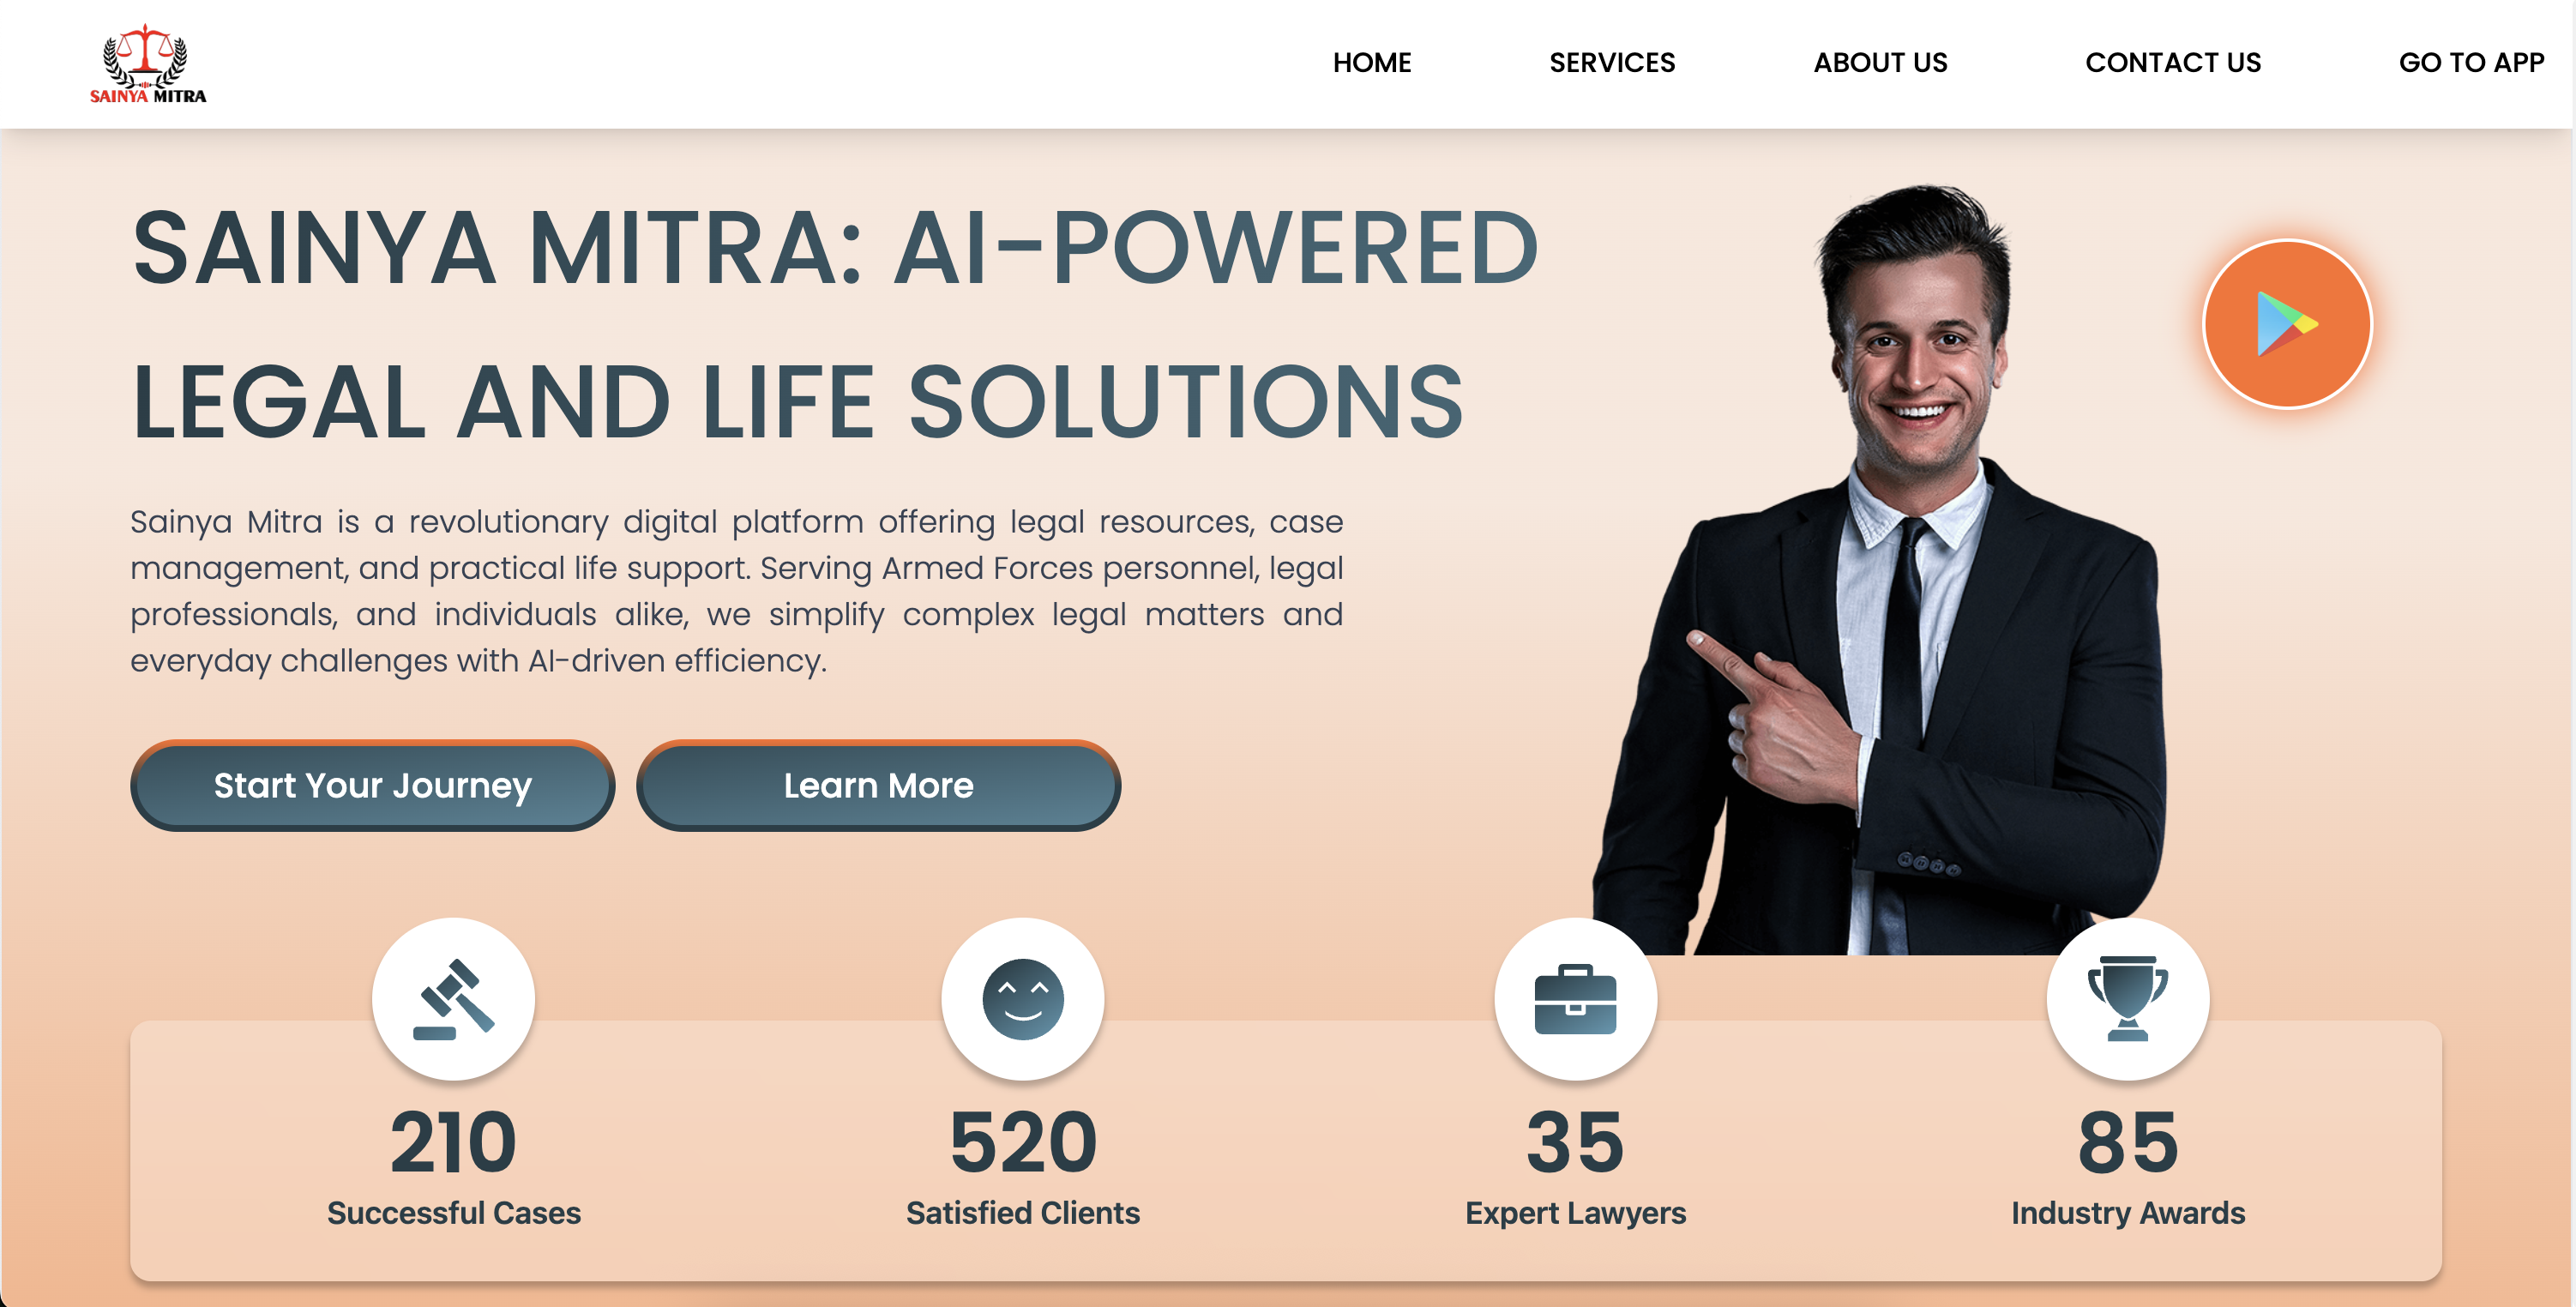 SAINYA MITRA
HOME
SERVICES
ABOUT US
CONTACT US
GO TO APP
SAINYA MITRA: AI-POWERED
LEGAL AND LIFE SOLUTIONS
Sainya Mitra is a revolutionary digital platform offering legal resources, case
management, and practical life support. Serving Armed Forces personnel, legal
professionals, and individuals alike, we simplify complex legal matters and
everyday challenges with AI-driven efficiency.
Start Your Journey
Learn More
210
Successful Cases
520
Satisfied Clients
35
Expert Lawyers
85
Industry Awards